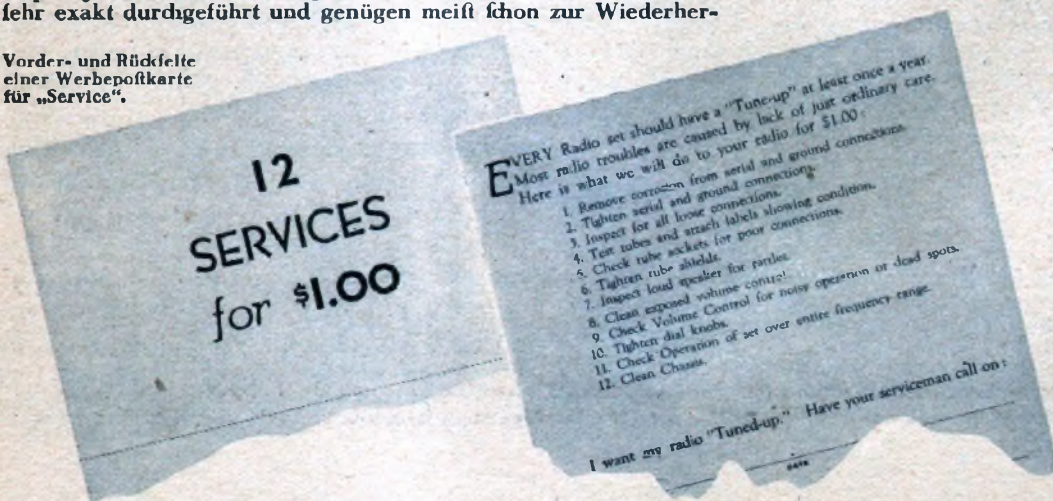 sehr exakt durchgeführt und genügen meist schon zur Wiederher-
Vorder- und Rückseite
einer Werbepostkarte
für „Service“.
12
SERVICES
for $1.00
EVERY Radio set should have a "Tune-up" at least once a year.
Most radio troubles are caused by lack of just ordinary care.
Here is what we will do to your radio for $1.00 :
1. Remove corrosion from aerial and ground connections.
2. Tighten aerial and ground connections.
3. Inspect for all loose connections.
4. Test tubes and attach labels showing condition.
5. Check tube sockets for poor connections.
6. Tighten tube shields.
7. Inspect loud speaker for rattles.
8. Clean exposed volume control.
9. Check Volume Control for noisy operation or dead spots.
10. Tighten dial knobs.
11. Check Operation of set over entire frequency range.
12. Clean Chassis.
I want my radio "Tuned-up." Have your serviceman call on :
DATE